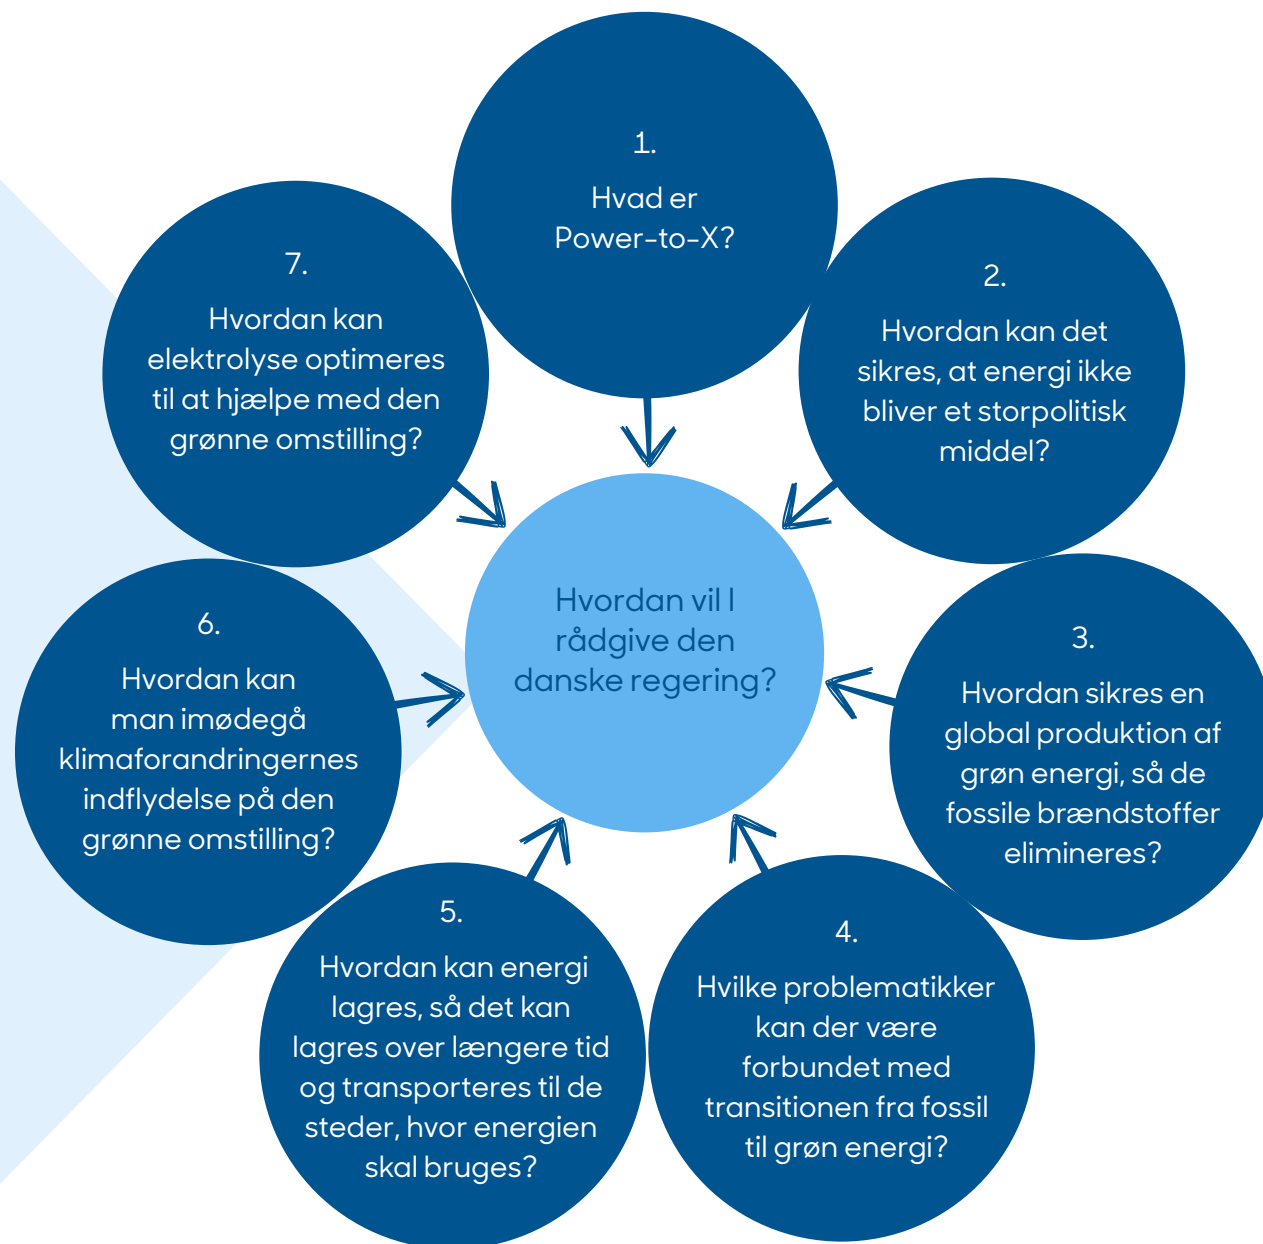 1.
Hvad er
Power-to-X?
2.
Hvordan kan det
sikres, at energi ikke
bliver et storpolitisk
middel?
3.
Hvordan sikres en
global produktion af
grøn energi, så de
fossile brændstoffer
elimineres?
4.
Hvilke problematikker
kan der være
forbundet med
transitionen fra fossil
til grøn energi?
5.
Hvordan kan energi
lagres, så det kan
lagres over længere tid
og transporteres til de
steder, hvor energien
skal bruges?
6.
Hvordan kan
man imødegå
klimaforandringernes
indflydelse på den
grønne omstilling?
7.
Hvordan kan
elektrolyse optimeres
til at hjælpe med den
grønne omstilling?
Hvordan vil I
rådgive den
danske regering?